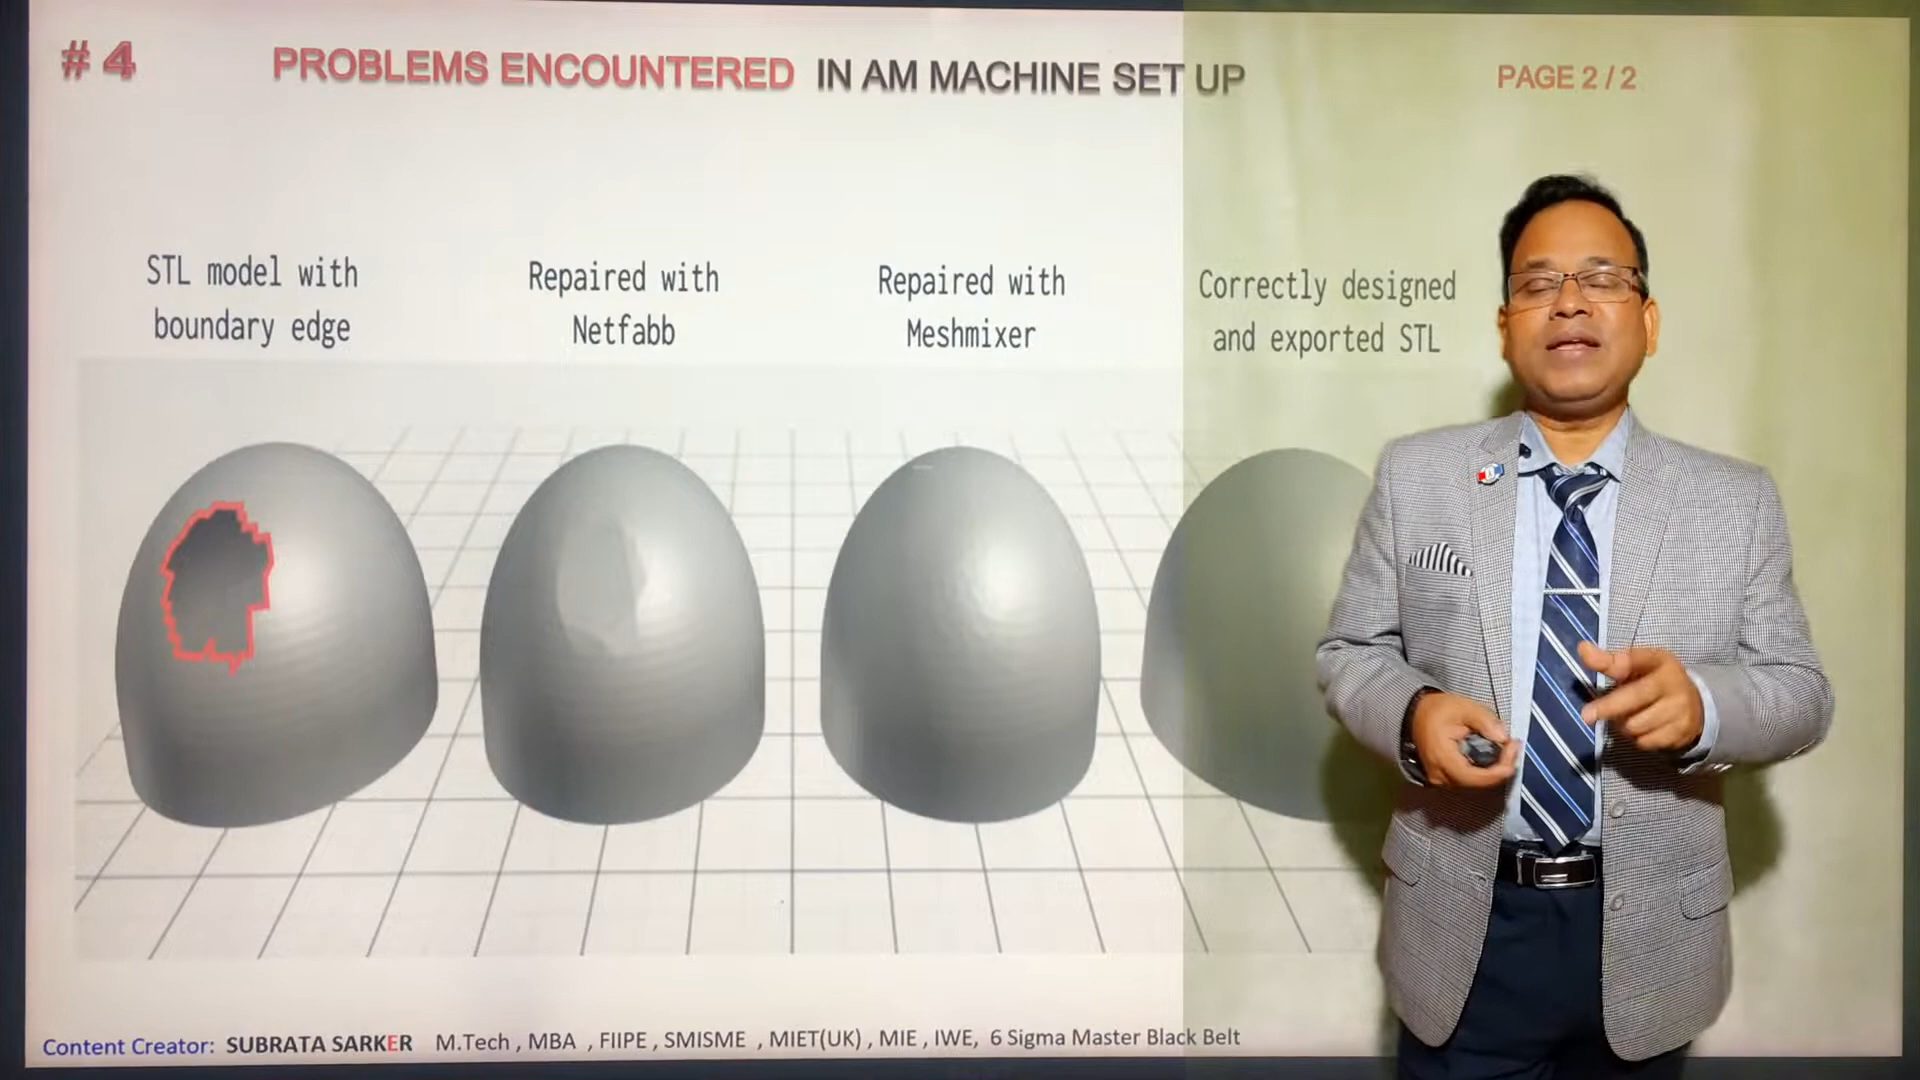 # 4 PROBLEMS ENCOUNTERED IN AM MACHINE SET UP PAGE 2 / 2
STL model with
boundary edge
Repaired with
Netfabb
Repaired with
Meshmixer
Correctly designed
and exported STL
Content Creator: SUBRATA SARKER M.Tech , MBA , FIIPE , SMISME , MIET(UK) , MIE , IWE, 6 Sigma Master Black Belt